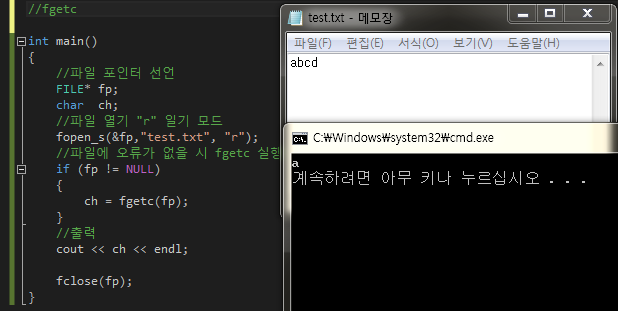 //fgetc
int main()
{
//파일 포인터 선언
FILE* fp;
char ch;
//파일 열기 "r" 읽기 모드
fopen_s(&fp,"test.txt", "r");
//파일에 오류가 없을 시 fgetc 실행
if (fp != NULL)
{
ch = fgetc(fp);
}
//출력
cout << ch << endl;
fclose(fp);
}
test.txt - 메모장
파일(F) 편집(E) 서식(O) 보기(V) 도움말(H)
abcd
C:\Windows\system32\cmd.exe
a
계속하려면 아무 키나 누르십시오 . . .